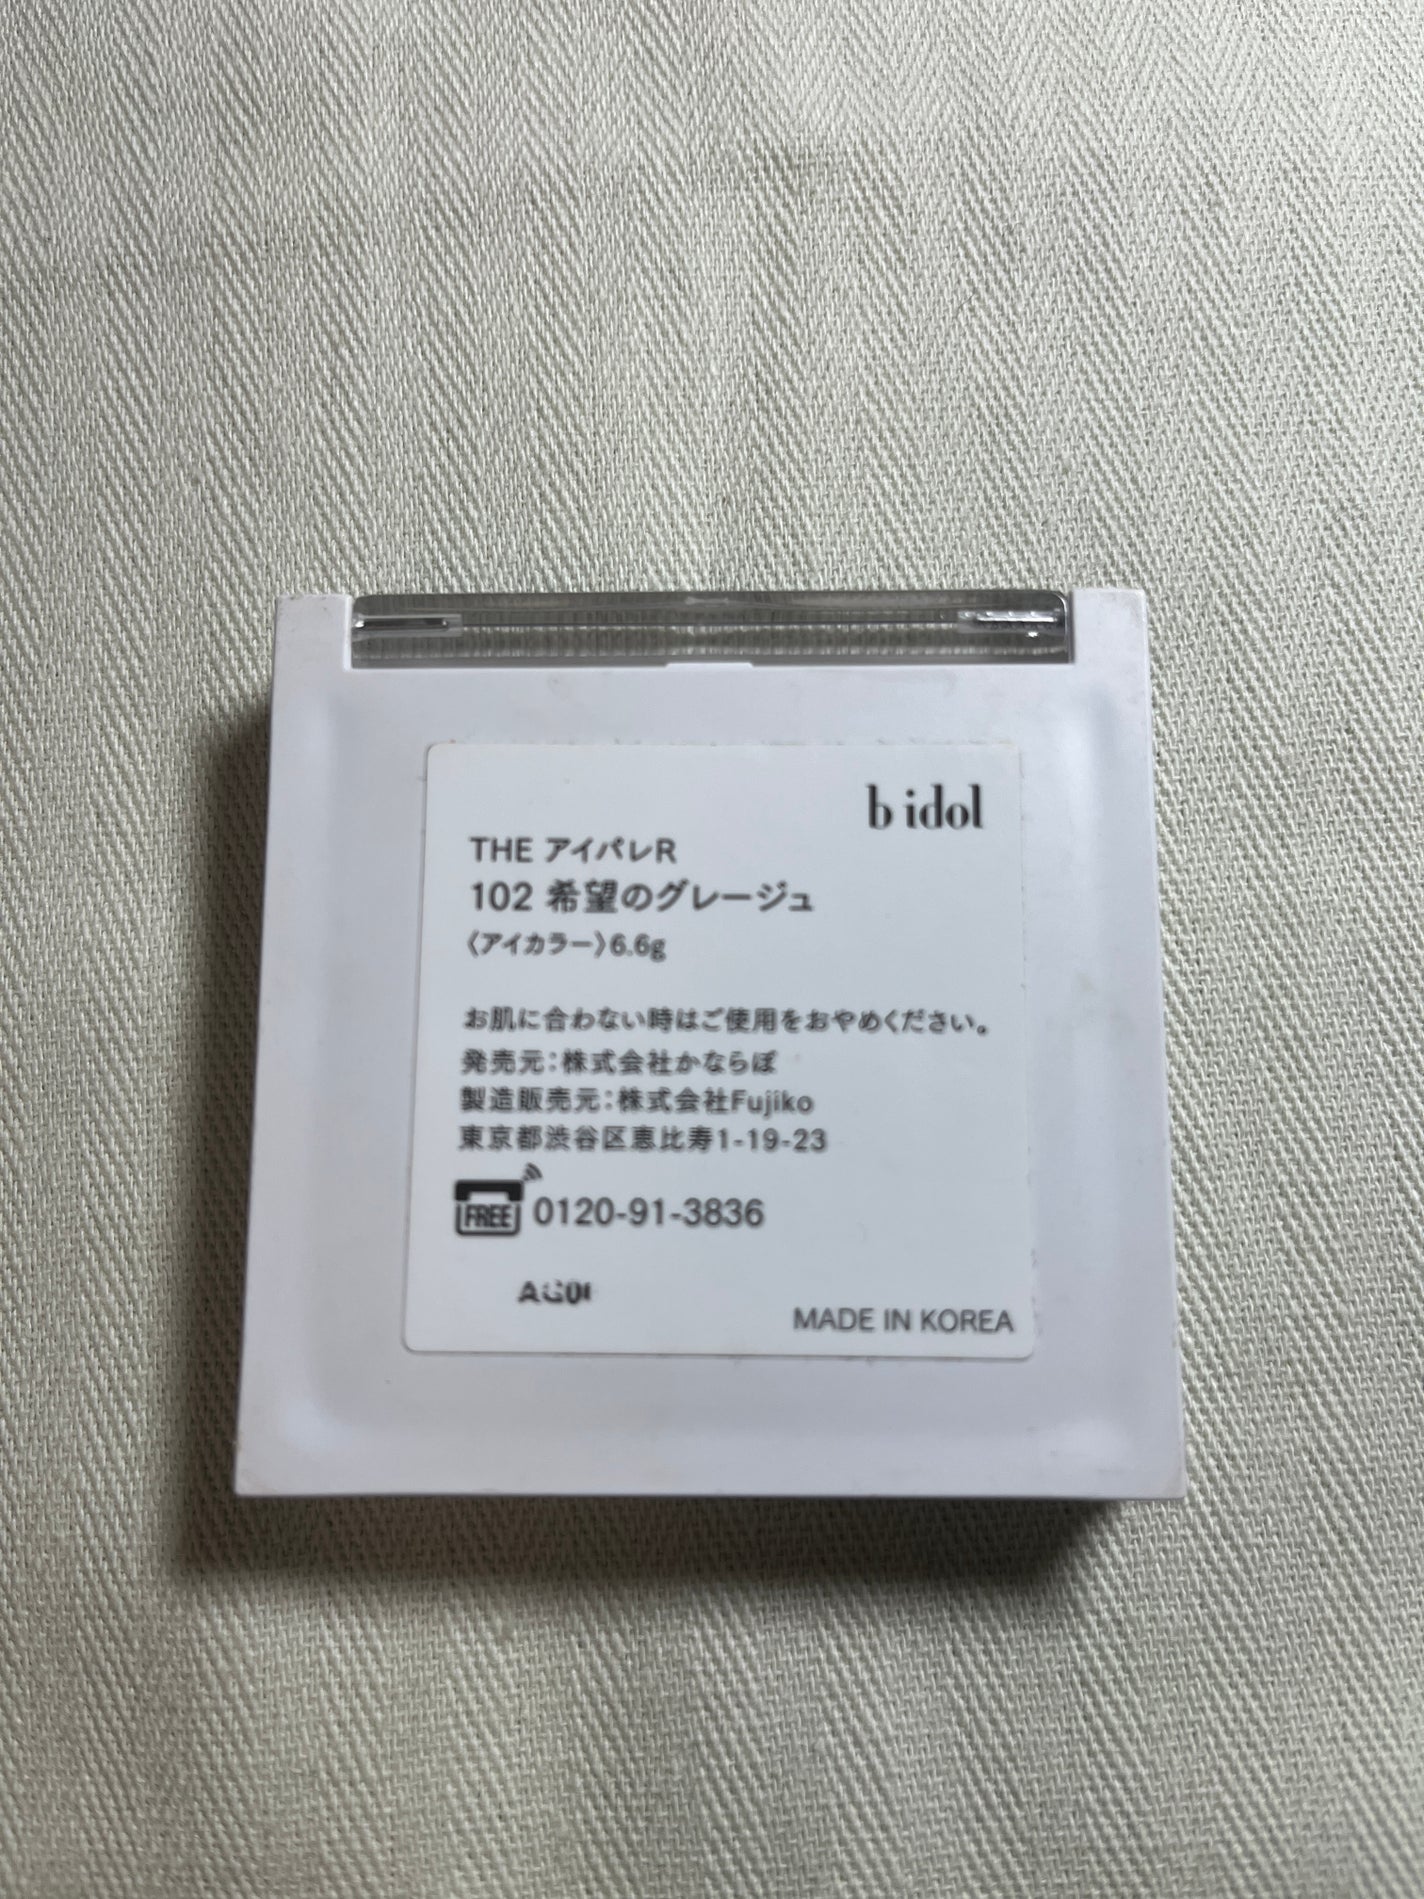 b idol
THE アイパレR
102 希望のグレージュ
〈アイカラー〉6.6g
お肌に合わない時はご使用をおやめください。
発売元：株式会社かならぼ
製造販売元：株式会社Fujiko
東京都渋谷区恵比寿1-19-23
FREE 0120-91-3836
MADE IN KOREA